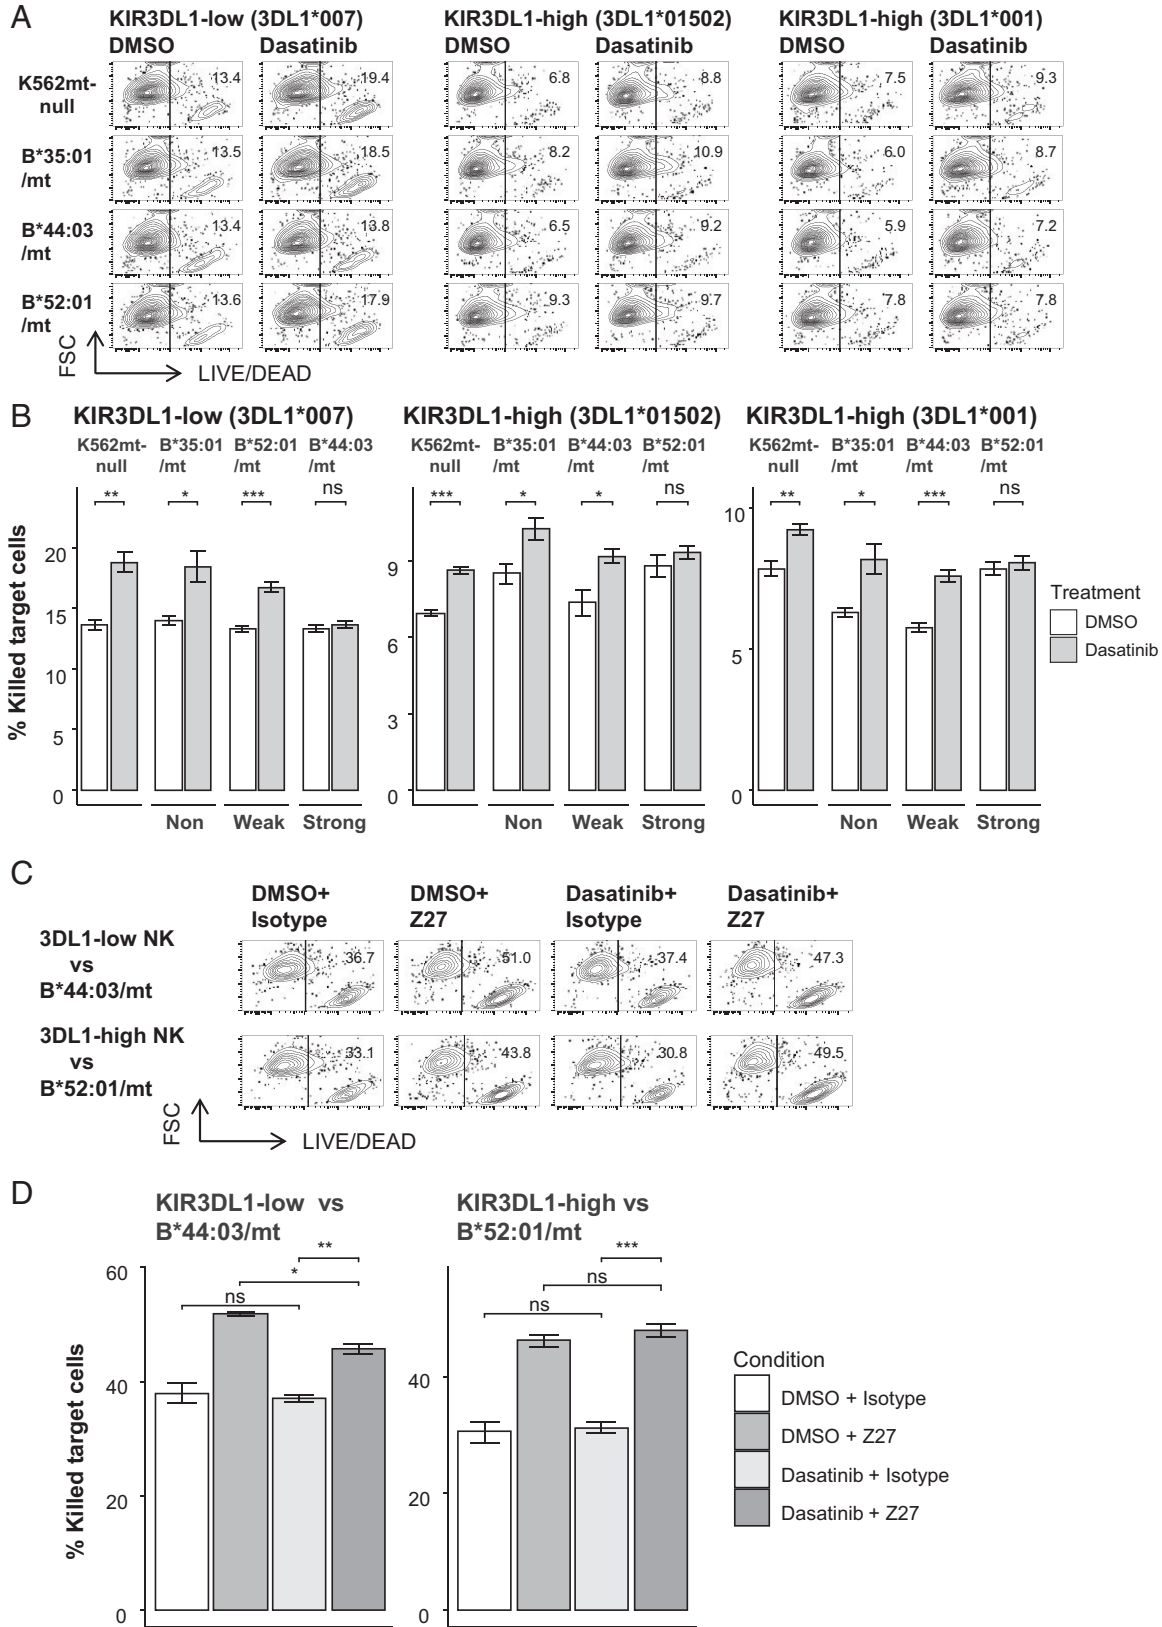 A
KIR3DL1-low (3DL1*007) KIR3DL1-high (3DL1*01502) KIR3DL1-high (3DL1*001)
DMSO Dasatinib DMSO Dasatinib DMSO Dasatinib
K562mt-
null
13.4 19.4 6.8 8.8 7.5 9.3
B*35:01
/mt
13.5 18.5 8.2 10.9 6.0 8.7
B*44:03
/mt
13.4 13.8 6.5 9.2 5.9 7.2
B*52:01
/mt
13.6 17.9 9.3 9.7 7.8 7.8
FSC
LIVE/DEAD
B
KIR3DL1-low (3DL1*007) KIR3DL1-high (3DL1*01502) KIR3DL1-high (3DL1*001)
K562mt- B*35:01 B*52:01 B*44:03 K562mt- B*35:01 B*44:03 B*52:01 K562mt- B*35:01 B*44:03 B*52:01
null /mt /mt /mt null /mt /mt /mt null /mt /mt /mt
** * *** ns *** * * ns ** * *** ns
% Killed target cells
20
15
10
5
0
9
6
3
0
10
5
0
Treatment
DMSO
Dasatinib
Non Weak Strong Non Weak Strong Non Weak Strong
C
DMSO+ DMSO+ Dasatinib+ Dasatinib+
Isotype Z27 Isotype Z27
3DL1-low NK
vs
B*44:03/mt
36.7 51.0 37.4 47.3
3DL1-high NK
vs
B*52:01/mt
33.1 43.8 30.8 49.5
FSC
LIVE/DEAD
D
KIR3DL1-low vs KIR3DL1-high vs
B*44:03/mt B*52:01/mt
** ***
* ns
ns ns
% Killed target cells
60
40
20
0
40
20
0
Condition
DMSO + Isotype
DMSO + Z27
Dasatinib + Isotype
Dasatinib + Z27